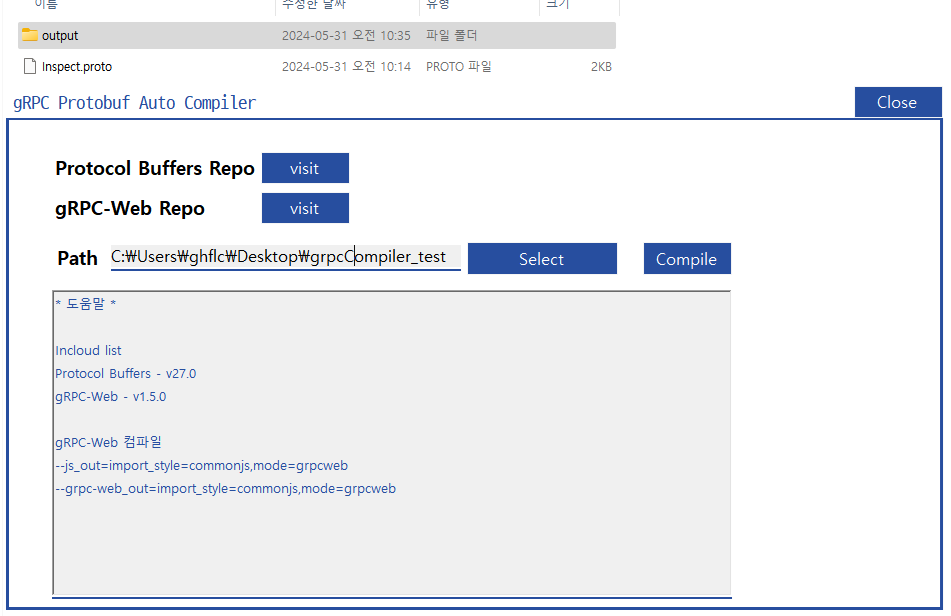 이름 수정한 날짜 유형 크기
output 2024-05-31 오전 10:35 파일 폴더
Inspect.proto 2024-05-31 오전 10:14 PROTO 파일 2KB
gRPC Protobuf Auto Compiler Close
Protocol Buffers Repo visit
gRPC-Web Repo visit
Path C:₩Users₩ghflc₩Desktop₩grpcCompiler_test Select Compile
* 도움말 *
Incloud list
Protocol Buffers - v27.0
gRPC-Web - v1.5.0
gRPC-Web 컴파일
--js_out=import_style=commonjs,mode=grpcweb
--grpc-web_out=import_style=commonjs,mode=grpcweb